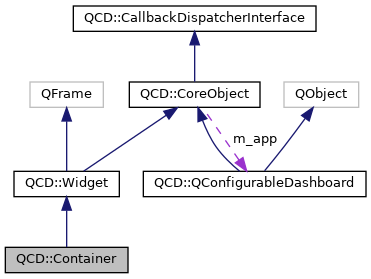 QCD::CallbackDispatcherInterface
QFrame
QCD::CoreObject
QObject
m_app
QCD::Widget
QCD::QConfigurableDashboard
QCD::Container